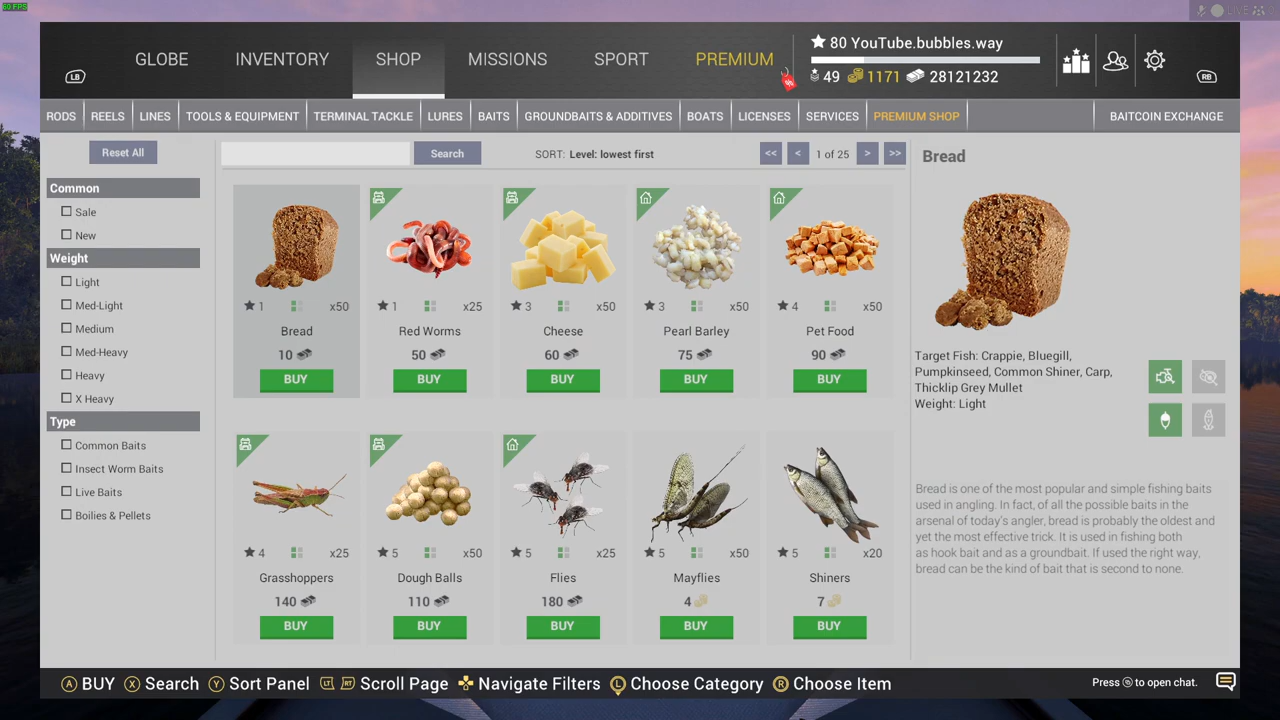 60 FPS
LIVE
GLOBE INVENTORY SHOP MISSIONS SPORT PREMIUM
80 YouTube.bubbles.way
49 1171 28121232
LB
RB
RODS REELS LINES TOOLS & EQUIPMENT TERMINAL TACKLE LURES BAITS GROUNDBAITS & ADDITIVES BOATS LICENSES SERVICES PREMIUM SHOP BAITCOIN EXCHANGE
Reset All
Search SORT: Level: lowest first << < 1 of 25 > >>
Common
Sale
New
Weight
Light
Med-Light
Medium
Med-Heavy
Heavy
X Heavy
Type
Common Baits
Insect Worm Baits
Live Baits
Boilies & Pellets
1 x50 1 x25 3 x50 3 x50 4 x50
Bread Red Worms Cheese Pearl Barley Pet Food
10 50 60 75 90
BUY BUY BUY BUY BUY
4 x25 5 x50 5 x25 5 x50 5 x20
Grasshoppers Dough Balls Flies Mayflies Shiners
140 110 180 4 7
BUY BUY BUY BUY BUY
Bread
Target Fish: Crappie, Bluegill,
Pumpkinseed, Common Shiner, Carp,
Thicklip Grey Mullet
Weight: Light
Bread is one of the most popular and simple fishing baits
used in angling. In fact, of all the possible baits in the
arsenal of today's angler, bread is probably the oldest and
yet the most effective trick. It is used in fishing both
as hook bait and as a groundbait. If used the right way,
bread can be the kind of bait that is second to none.
A BUY X Search Y Sort Panel LT RT Scroll Page Navigate Filters L Choose Category R Choose Item
Press to open chat.